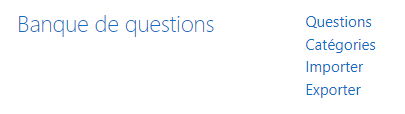 Banque de questions
Questions
Catégories
Importer
Exporter